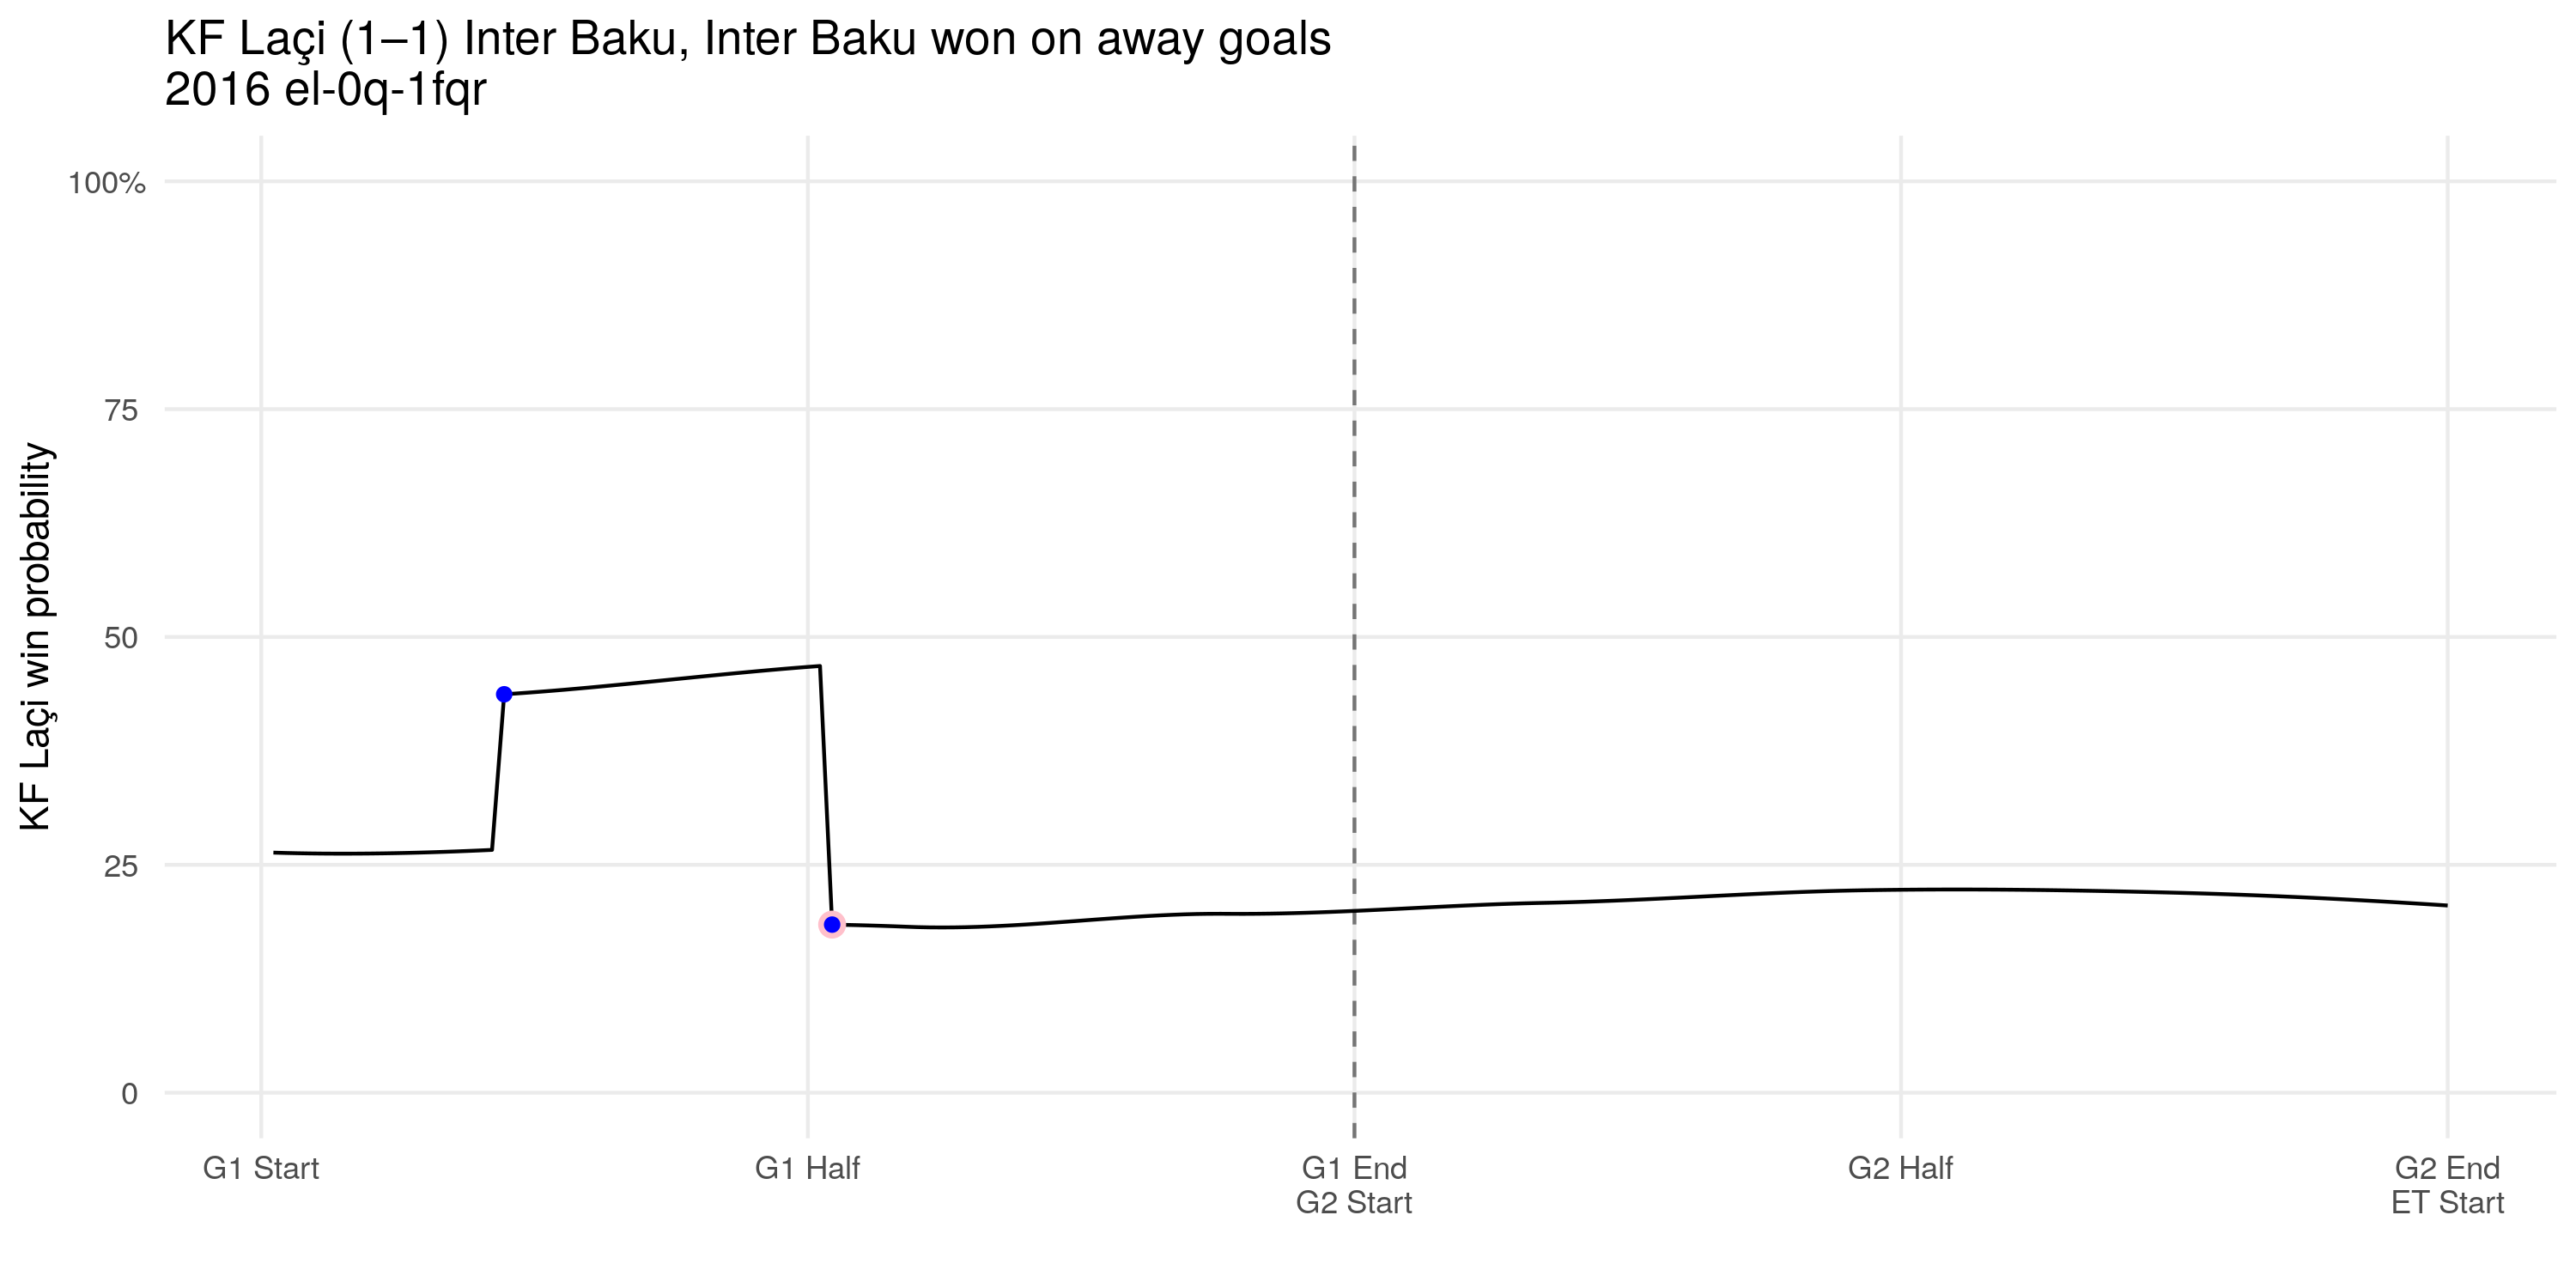 KF Laçi (1–1) Inter Baku, Inter Baku won on away goals
2016 el-0q-1fqr
KF Laçi win probability
100%
75
50
25
0
G1 Start
G1 Half
G1 End
G2 Start
G2 Half
G2 End
ET Start